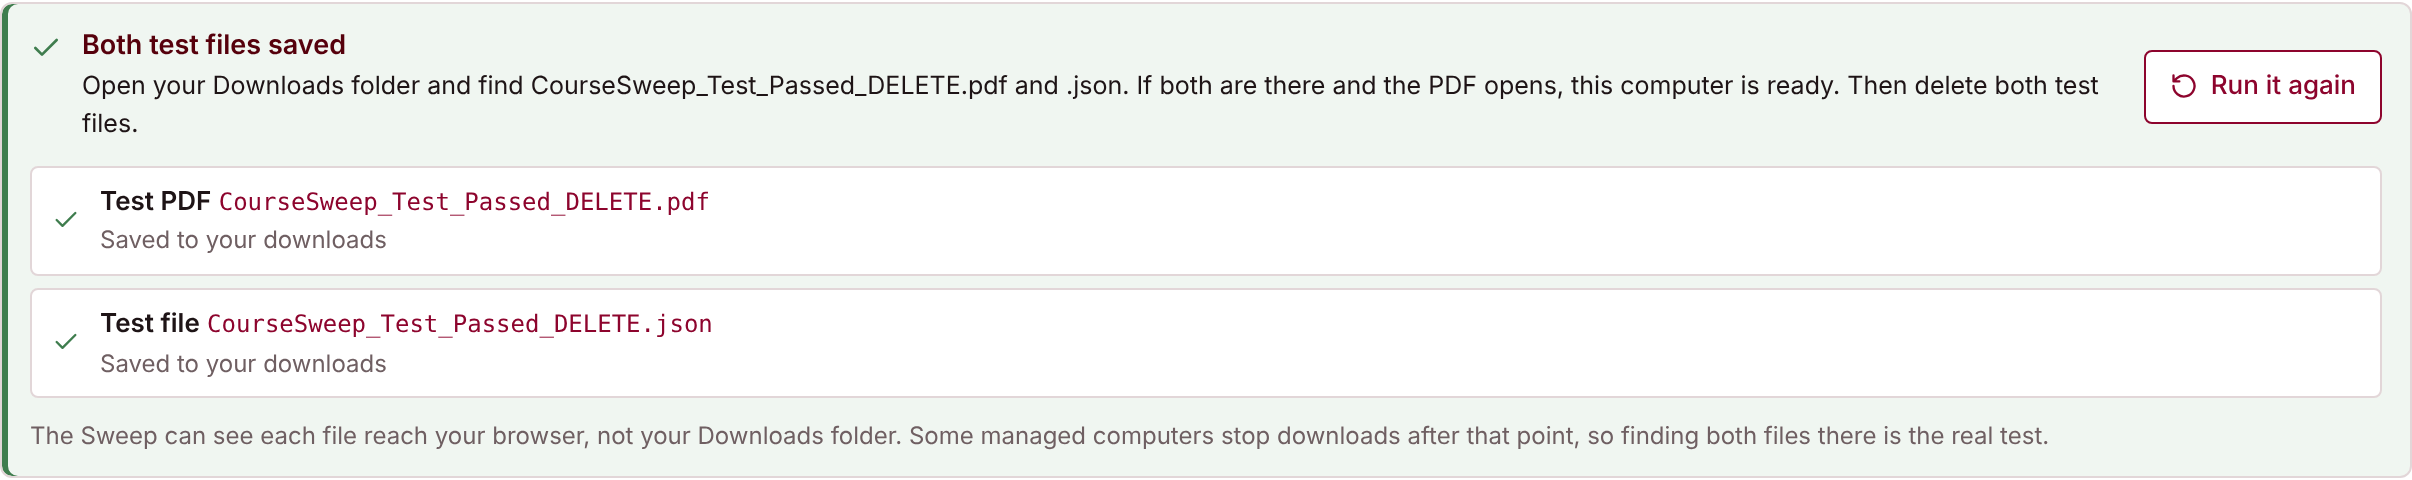 Both test files saved
Open your Downloads folder and find CourseSweep_Test_Passed_DELETE.pdf and .json. If both are there and the PDF opens, this computer is ready. Then delete both test
files.
Run it again
Test PDF CourseSweep_Test_Passed_DELETE.pdf
Saved to your downloads
Test file CourseSweep_Test_Passed_DELETE.json
Saved to your downloads
The Sweep can see each file reach your browser, not your Downloads folder. Some managed computers stop downloads after that point, so finding both files there is the real test.